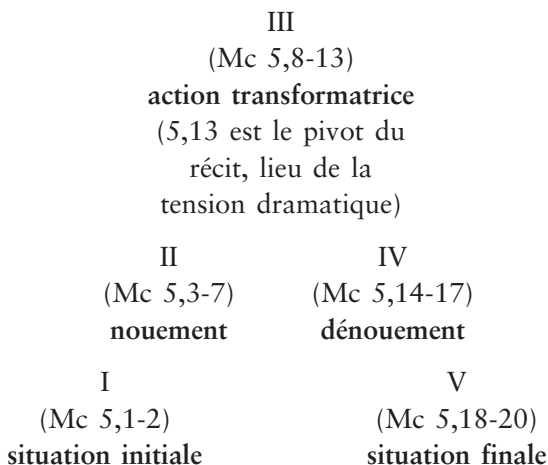 III
(Mc 5,8-13)
action transformatrice
(5,13 est le pivot du
récit, lieu de la
tension dramatique)
II IV
(Mc 5,3-7) (Mc 5,14-17)
nouement dénouement
I V
(Mc 5,1-2) (Mc 5,18-20)
situation initiale situation finale